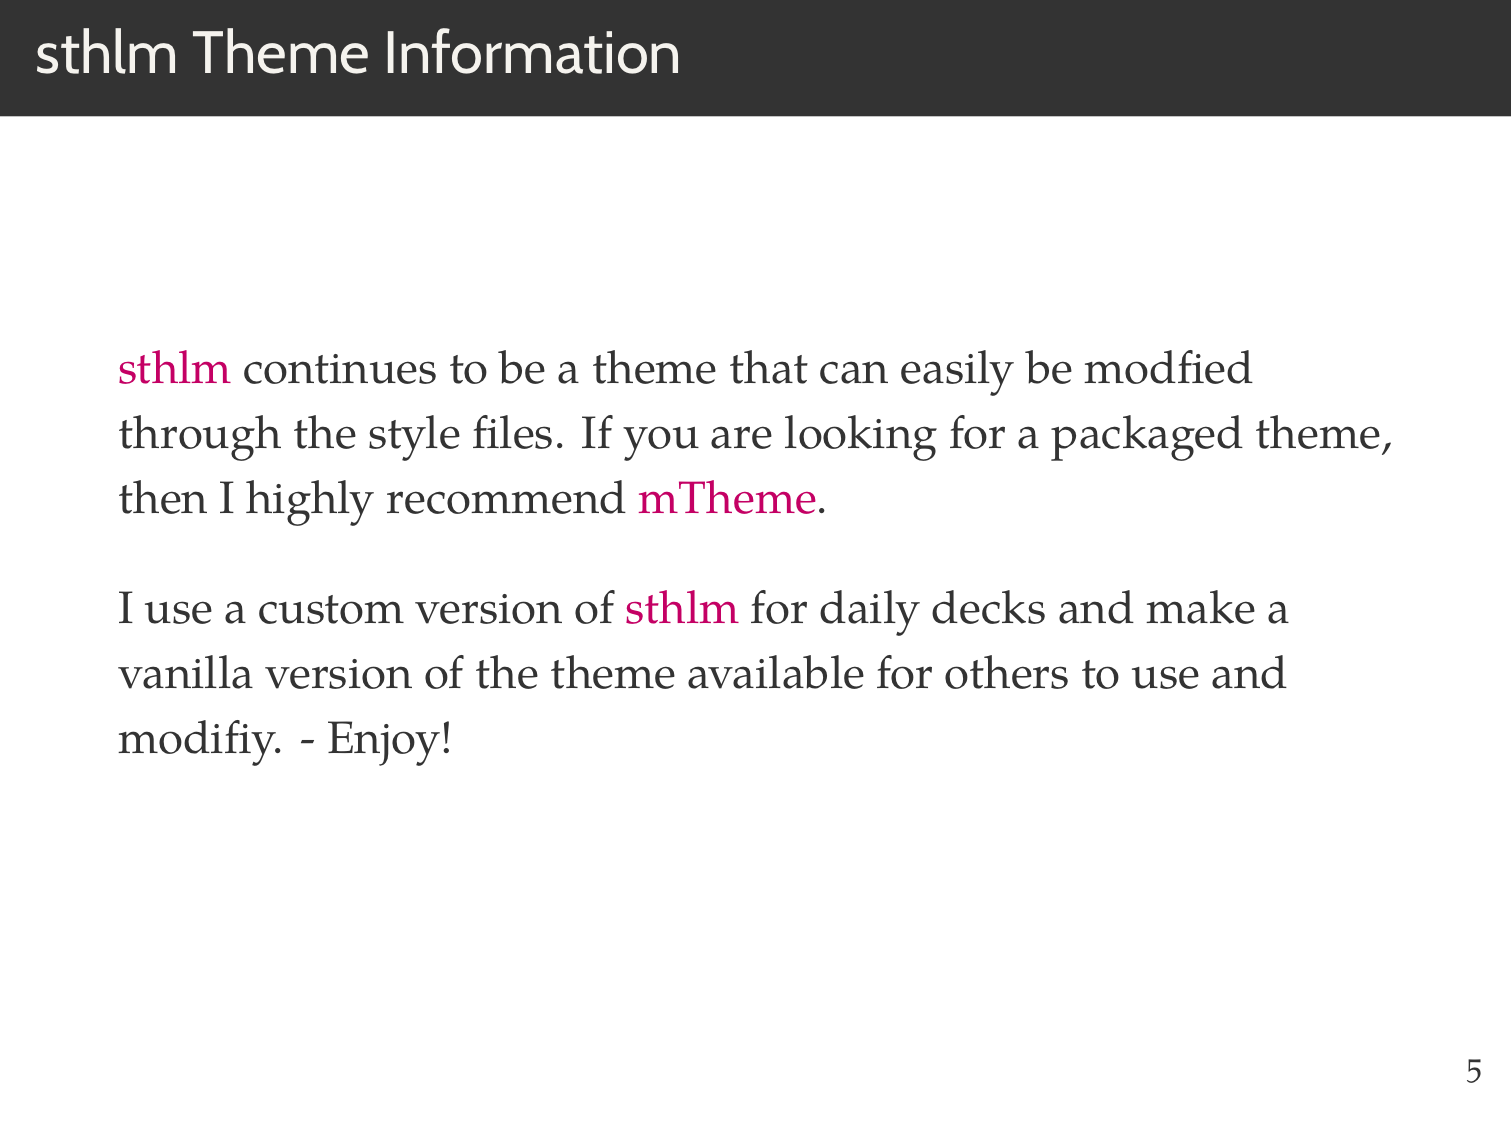 sthlm Theme Information
sthlm continues to be a theme that can easily be modfied
through the style files. If you are looking for a packaged theme,
then I highly recommend mTheme.
I use a custom version of sthlm for daily decks and make a
vanilla version of the theme available for others to use and
modifiy. - Enjoy!
5